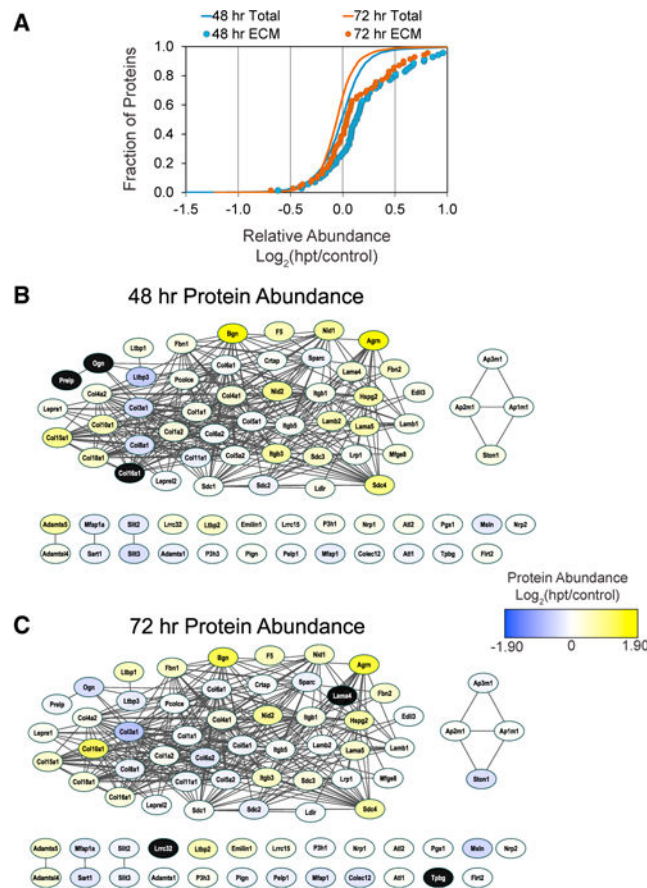 A
48 hr Total
72 hr Total
48 hr ECM
72 hr ECM
Fraction of Proteins
1.0
0.8
0.6
0.4
0.2
0.0
-1.5 -1.0 -0.5 0.0 0.5 1.0
Relative Abundance
Log2(hpt/control)
B
48 hr Protein Abundance
Bgn F5 Nid1
Ltbp1 Fbn1 Agrn
Ogn Col6a1 Crtap Sparc Ap3m1
Prelp Ltbp3 Pcolce Lama4 Fbn2
Col4a2 Col4a1 Nid2 Itgb1 Hspg2 Edil3
Lepre1 Col3a1 Col1a1 Ap2m1 Ap1m1
Col10a1 Col5a1 Itgb5 Lamb2 Lamb1
Col15a1 Col1a2 Col6a2 Lama5
Col8a1 Col5a2 Itgb3 Sdc3 Lrp1 Mfge8 Ston1
Col18a1 Col11a1
Col16a1 Leprel2 Sdc1 Sdc2 Ldlr Sdc4
Adamts5 Mfap1a Slit2 Lrrc32 Ltbp2 Emilin1 Lrrc15 P3h1 Nrp1 Atl2 Pgs1 Msln Nrp2
Adamtsl4 Sart1 Slit3 Adamts1 P3h3 Pign Psip1 Mfap1 Colec12 Atl1 Tpbg Flrt2
Protein Abundance
Log2(hpt/control)
-1.90 0 1.90
C
72 hr Protein Abundance
Bgn F5 Nid1
Ltbp1 Fbn1 Agrn
Ogn Col6a1 Crtap Sparc Ap3m1
Prelp Ltbp3 Pcolce Lama4 Fbn2
Col4a2 Col4a1 Nid2 Itgb1 Hspg2 Edil3
Lepre1 Col3a1 Col1a1 Ap2m1 Ap1m1
Col10a1 Col5a1 Itgb5 Lamb2 Lamb1
Col15a1 Col1a2 Col6a2 Lama5
Col8a1 Col5a2 Itgb3 Sdc3 Lrp1 Mfge8 Ston1
Col18a1 Col11a1
Col16a1 Leprel2 Sdc1 Sdc2 Ldlr Sdc4
Adamts5 Mfap1a Slit2 Lrrc32 Ltbp2 Emilin1 Lrrc15 P3h1 Nrp1 Atl2 Pgs1 Msln Nrp2
Adamtsl4 Sart1 Slit3 Adamts1 P3h3 Pign Psip1 Mfap1 Colec12 Atl1 Tpbg Flrt2